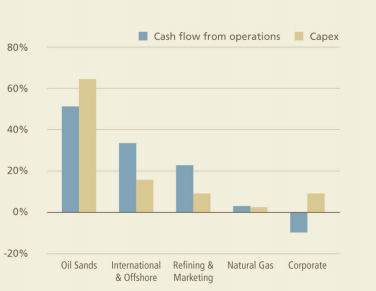 Cash flow from operations Capex
80%
60%
40%
20%
0%
-20%
Oil Sands International Refining & Natural Gas Corporate
& Offshore Marketing